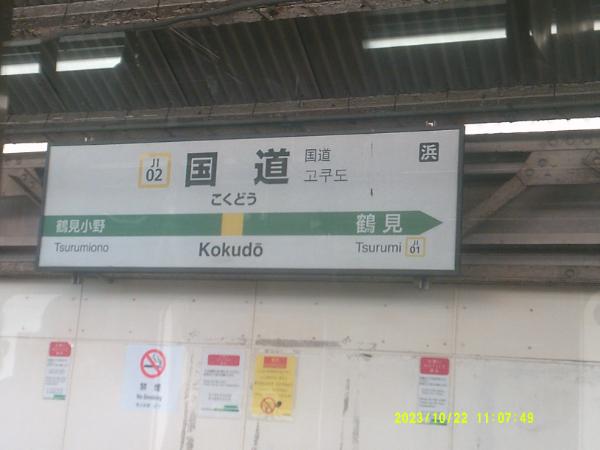 JI
02
国道
国道
고쿠도
浜
こくどう
鶴見小野
鶴見
Tsurumiono
Kokudō
Tsurumi
JI
01
禁煙
No Smoking
2023/10/22 11:07:49